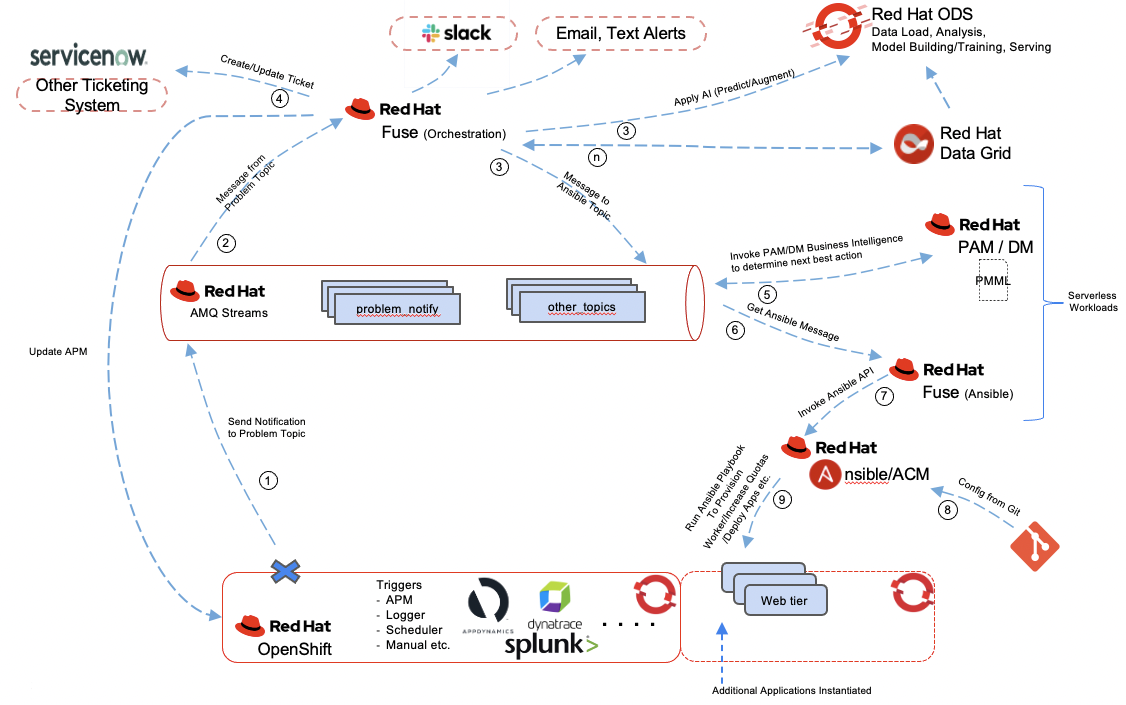 servicenow
Other Ticketing
System
Create/Update Ticket
4
slack
Email, Text Alerts
Red Hat ODS
Data Load, Analysis,
Model Building/Training, Serving
Red Hat
Fuse (Orchestration)
Apply AI (Predict/Augment)
3
n
3
Red Hat
Data Grid
Message from
Problem Topic
2
Message to
Ansible Topic
Red Hat
AMQ Streams
problem_notify
other_topics
Invoke PAM/DM Business Intelligence
to determine next best action
5
Red Hat
PAM / DM
PMML
Serverless
Workloads
6
Get Ansible Message
Red Hat
Fuse (Ansible)
Invoke Ansible API
7
Update APM
Send Notification
to Problem Topic
1
Red Hat
A
nsible/ACM
Run Ansible Playbook
To Provision
Worker/Increase Quotas
/Deploy Apps etc.
9
8
Config from Git
Red Hat
OpenShift
Triggers
- APM
- Logger
- Scheduler
- Manual etc.
APPDYNAMICS
dynatrace
splunk>
. . . .
Web tier
Additional Applications Instantiated